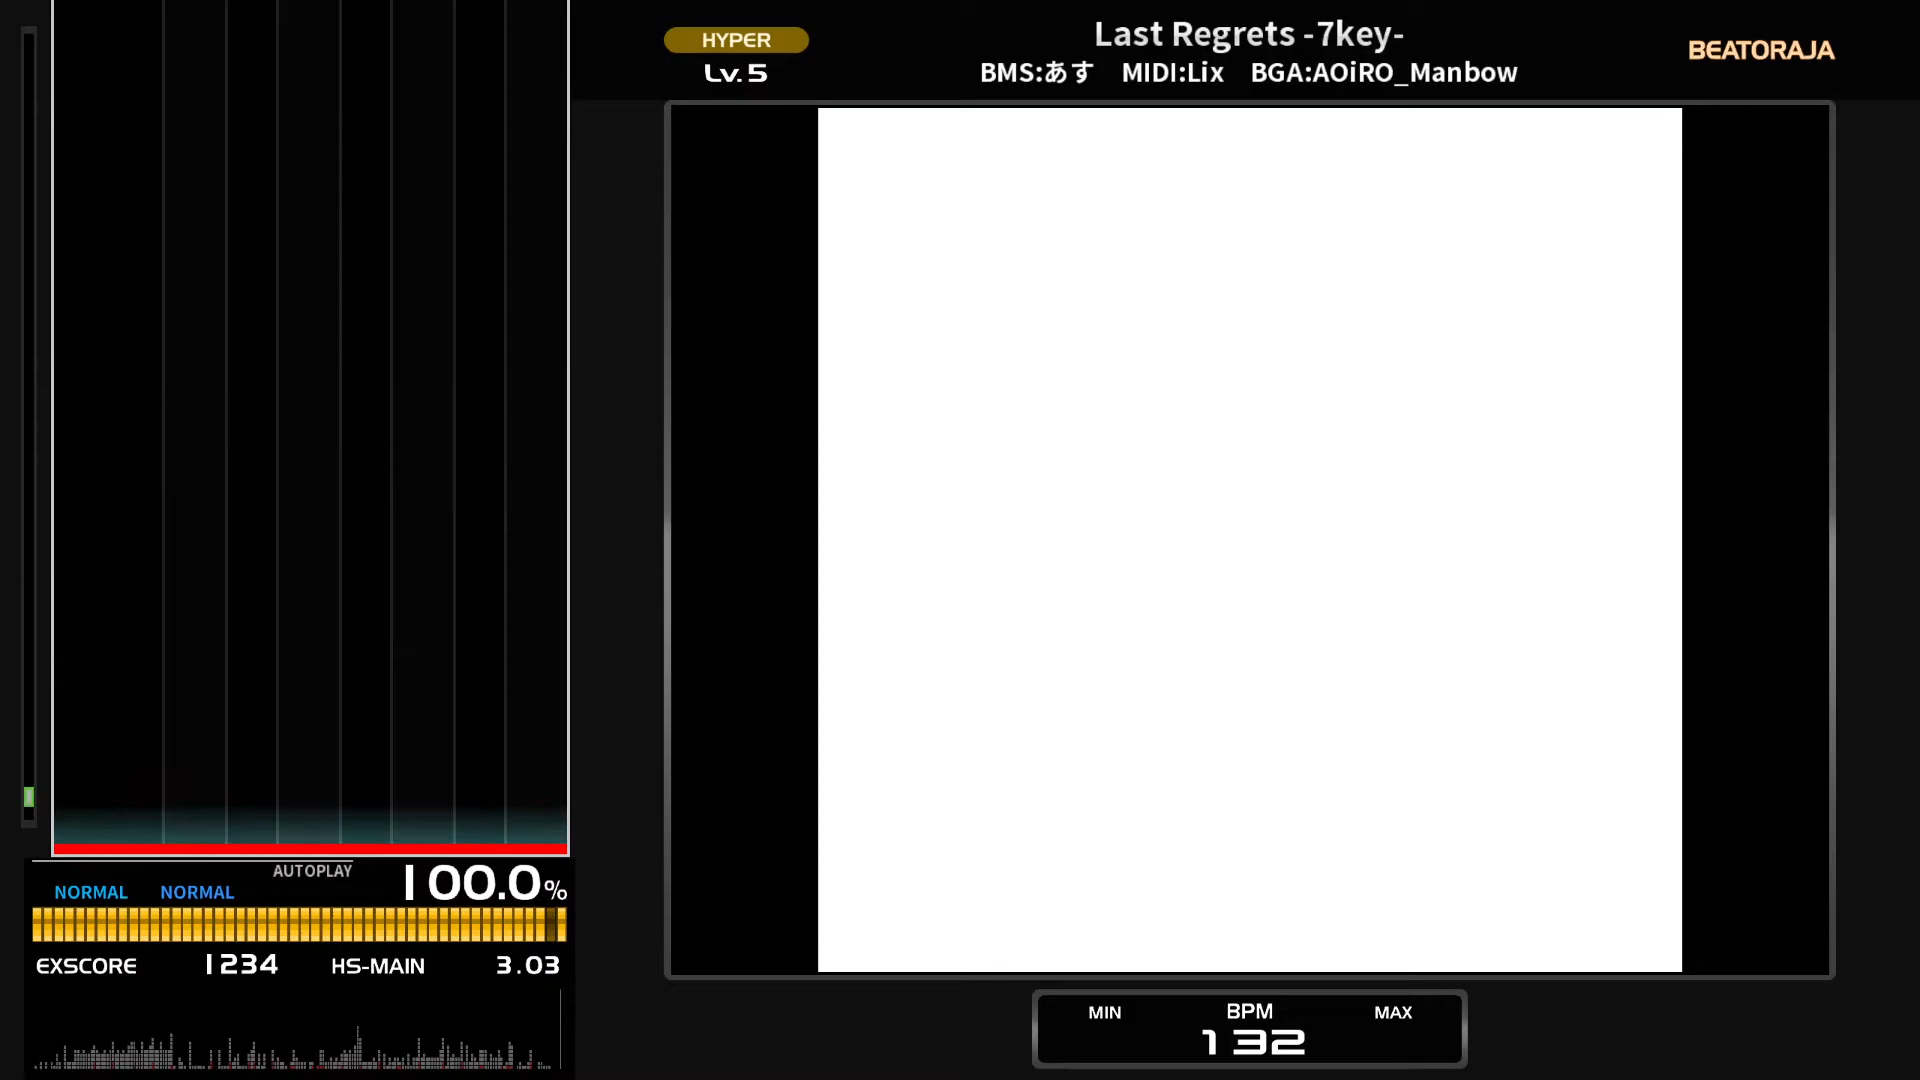 HYPER
Lv.5
Last Regrets -7key-
BMS:あす MIDI:Lix BGA:AOiRO_Manbow
BEATORAJA
AUTOPLAY
100.0%
NORMAL NORMAL
EXSCORE 1234 HS-MAIN 3.03
MIN BPM MAX
132